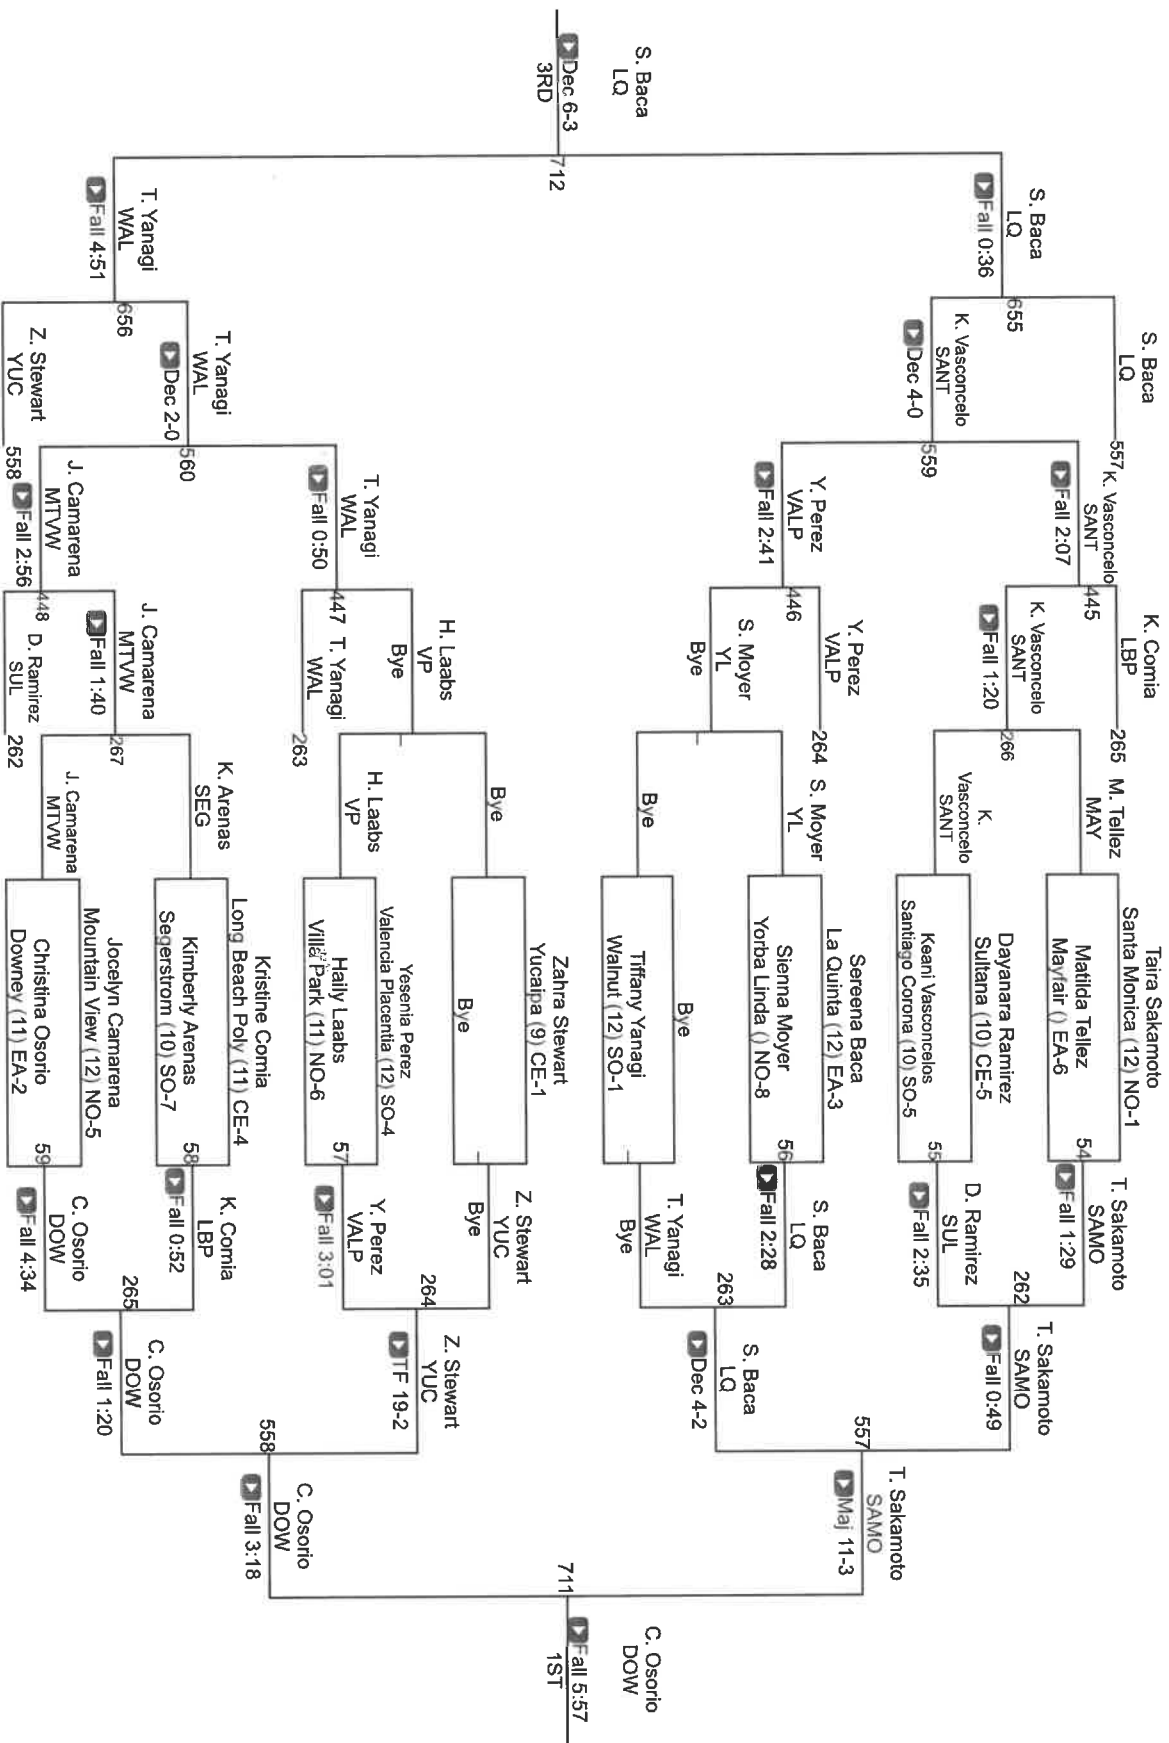 Taira Sakamoto
Santa Monica (12) NO-1
Matilda Tellez
Mayfair () EA-6
54
Dayanara Ramirez
Sultana (10) CE-5
Keani Vasconcelos
Santiago Corona (10) SO-5
55
Sereena Baca
La Quinta (12) EA-3
Sienna Moyer
Yorba Linda () NO-8
56
Bye
Tiffany Yanagi
Walnut (12) SO-1
Zahra Stewart
Yucaipa (9) CE-1
Bye
Yesenia Perez
Valencia Placentia (12) SO-4
Haily Laabs
Villa Park (11) NO-6
57
Kristine Comia
Long Beach Poly (11) CE-4
Kimberly Arenas
Segerstrom (10) SO-7
58
Jocelyn Camarena
Mountain View (12) NO-5
Christina Osorio
Downey (11) EA-2
59
T. Sakamoto
SAMO
Fall 1:29
262
D. Ramirez
SUL
Fall 2:35
S. Baca
LQ
Fall 2:28
263
T. Yanagi
WAL
Bye
Z. Stewart
YUC
Bye
264
Y. Perez
VALP
Fall 3:01
K. Comia
LBP
Fall 0:52
265
C. Osorio
DOW
Fall 4:34
T. Sakamoto
SAMO
Fall 0:49
557
S. Baca
LQ
Dec 4-2
Z. Stewart
YUC
TF 19-2
558
C. Osorio
DOW
Fall 1:20
T. Sakamoto
SAMO
Maj 11-3
711
C. Osorio
DOW
Fall 3:18
C. Osorio
DOW
Fall 5:57
1ST
M. Tellez
MAY
266
K.
Vasconcelo
SANT
S. Moyer
YL
Bye
Bye
H. Laabs
VP
K. Arenas
SEG
267
J. Camarena
MTVW
K. Comia
LBP
265
445
K. Vasconcelo
SANT
Fall 1:20
Y. Perez
VALP
264
446
S. Moyer
YL
Bye
H. Laabs
VP
Bye
447
T. Yanagi
WAL
263
J. Camarena
MTVW
Fall 1:40
448
D. Ramirez
SUL
262
K. Vasconcelo
SANT
Fall 2:07
559
Y. Perez
VALP
Fall 2:41
T. Yanagi
WAL
Fall 0:50
560
J. Camarena
MTVW
Fall 2:56
S. Baca
LQ
557
655
K. Vasconcelo
SANT
Dec 4-0
T. Yanagi
WAL
Dec 2-0
656
Z. Stewart
YUC
558
S. Baca
LQ
Fall 0:36
712
T. Yanagi
WAL
Fall 4:51
S. Baca
LQ
Dec 6-3
3RD